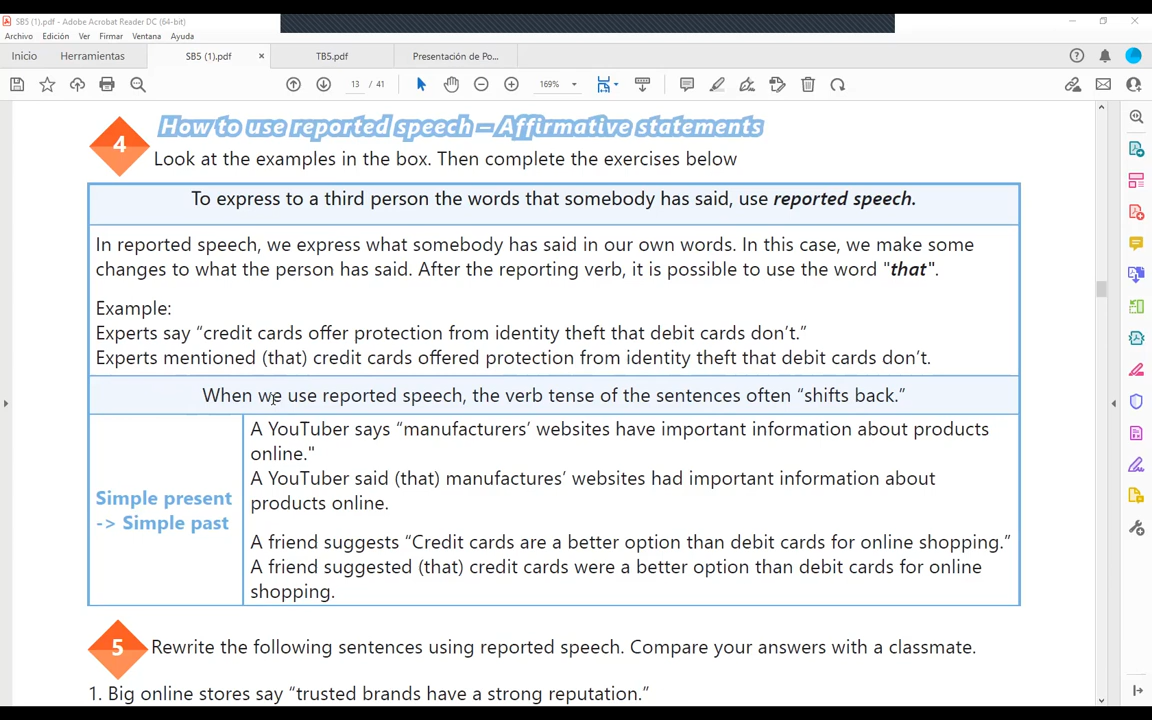 SB5 (1).pdf - Adobe Acrobat Reader DC (64-bit)
Archivo Edición Ver Firmar Ventana Ayuda
Inicio Herramientas SB5 (1).pdf × TB5.pdf Presentación de Po...
13 / 41 169%
4
How to use reported speech – Affirmative statements
Look at the examples in the box. Then complete the exercises below
To express to a third person the words that somebody has said, use reported speech.
In reported speech, we express what somebody has said in our own words. In this case, we make some
changes to what the person has said. After the reporting verb, it is possible to use the word "that".
Example:
Experts say “credit cards offer protection from identity theft that debit cards don’t.”
Experts mentioned (that) credit cards offered protection from identity theft that debit cards don’t.
When we use reported speech, the verb tense of the sentences often “shifts back.”
Simple present
-> Simple past
A YouTuber says “manufacturers’ websites have important information about products
online."
A YouTuber said (that) manufactures’ websites had important information about
products online.
A friend suggests “Credit cards are a better option than debit cards for online shopping.”
A friend suggested (that) credit cards were a better option than debit cards for online
shopping.
5
Rewrite the following sentences using reported speech. Compare your answers with a classmate.
1. Big online stores say “trusted brands have a strong reputation.”